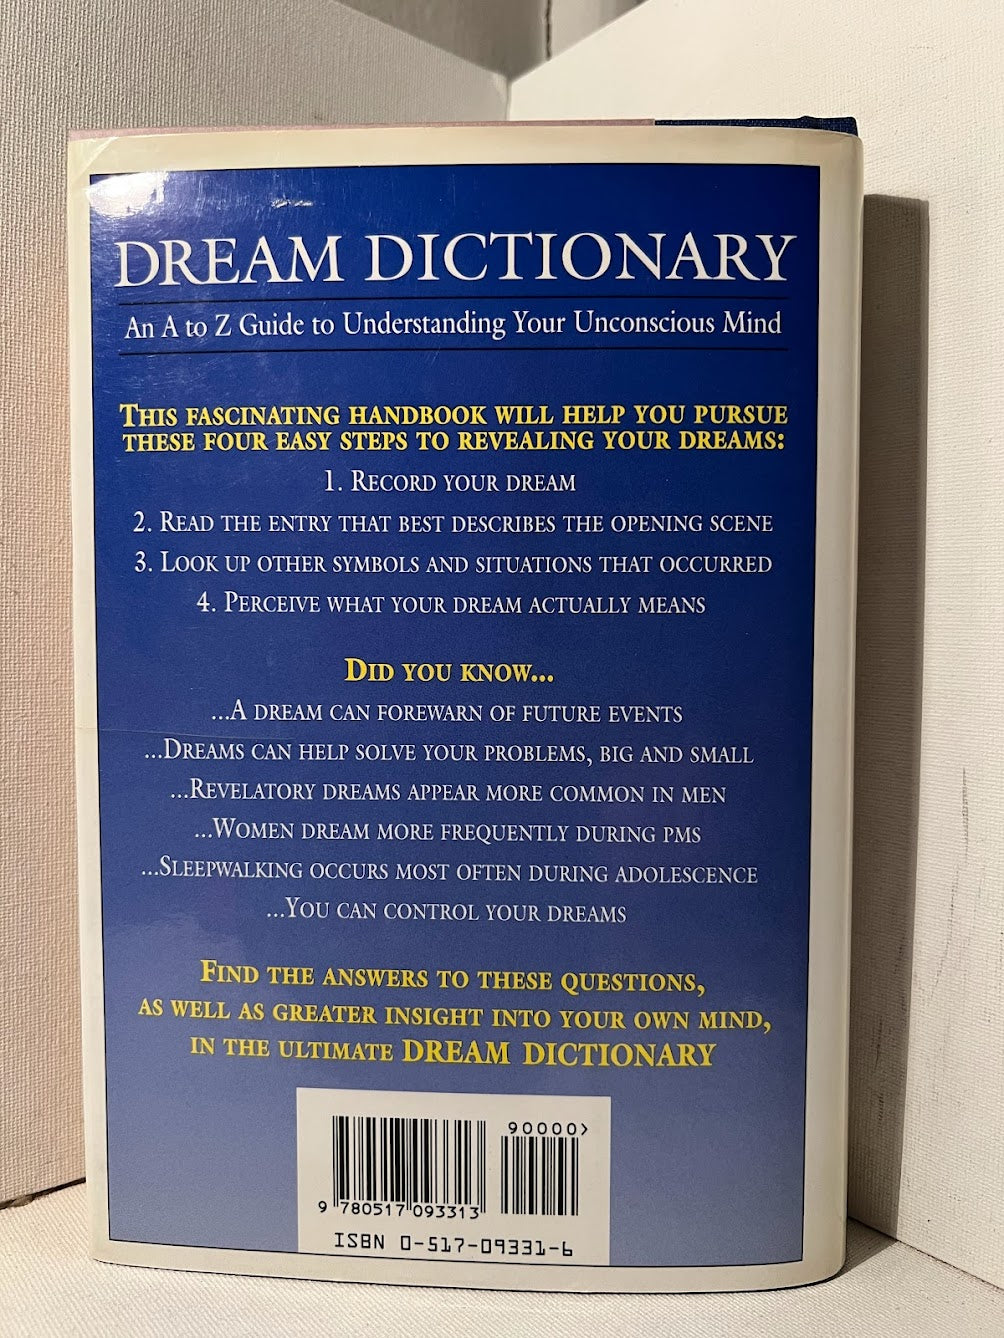 DREAM DICTIONARY
An A to Z Guide to Understanding Your Unconscious Mind
THIS FASCINATING HANDBOOK WILL HELP YOU PURSUE
THESE FOUR EASY STEPS TO REVEALING YOUR DREAMS:
1. RECORD YOUR DREAM
2. READ THE ENTRY THAT BEST DESCRIBES THE OPENING SCENE
3. LOOK UP OTHER SYMBOLS AND SITUATIONS THAT OCCURRED
4. PERCEIVE WHAT YOUR DREAM ACTUALLY MEANS
DID YOU KNOW...
...A DREAM CAN FOREWARN OF FUTURE EVENTS
...DREAMS CAN HELP SOLVE YOUR PROBLEMS, BIG AND SMALL
...REVELATORY DREAMS APPEAR MORE COMMON IN MEN
...WOMEN DREAM MORE FREQUENTLY DURING PMS
...SLEEPWALKING OCCURS MOST OFTEN DURING ADOLESCENCE
...YOU CAN CONTROL YOUR DREAMS
FIND THE ANSWERS TO THESE QUESTIONS,
AS WELL AS GREATER INSIGHT INTO YOUR OWN MIND,
IN THE ULTIMATE DREAM DICTIONARY
90000>
9 780517 093313
ISBN 0-517-09331-6